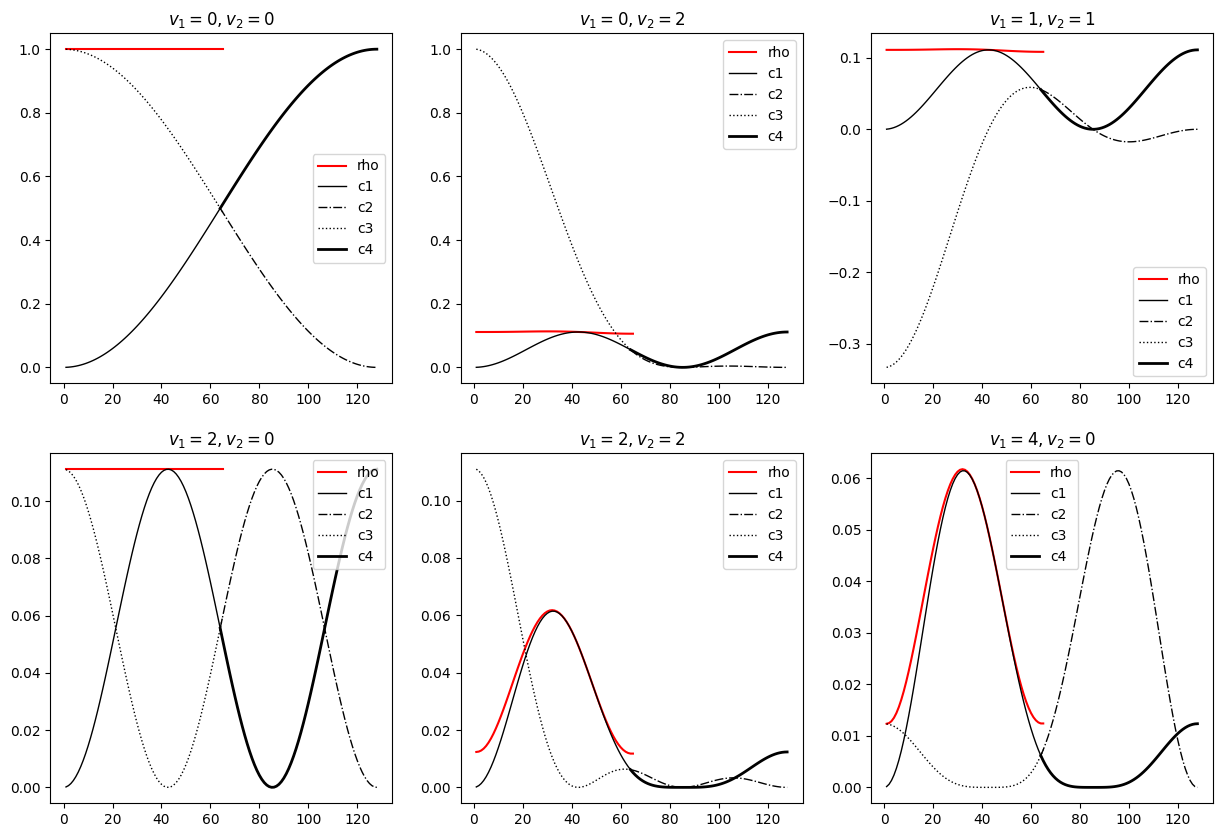 v₁ = 0, v₂ = 0
1.0
0.8
0.6
0.4
0.2
0.0
0 20 40 60 80 100 120
rho
c1
c2
c3
c4
v₁ = 0, v₂ = 2
1.0
0.8
0.6
0.4
0.2
0.0
0 20 40 60 80 100 120
rho
c1
c2
c3
c4
v₁ = 1, v₂ = 1
0.1
0.0
−0.1
−0.2
−0.3
0 20 40 60 80 100 120
rho
c1
c2
c3
c4
v₁ = 2, v₂ = 0
0.10
0.08
0.06
0.04
0.02
0.00
0 20 40 60 80 100 120
rho
c1
c2
c3
c4
v₁ = 2, v₂ = 2
0.10
0.08
0.06
0.04
0.02
0.00
0 20 40 60 80 100 120
rho
c1
c2
c3
c4
v₁ = 4, v₂ = 0
0.06
0.05
0.04
0.03
0.02
0.01
0.00
0 20 40 60 80 100 120
rho
c1
c2
c3
c4